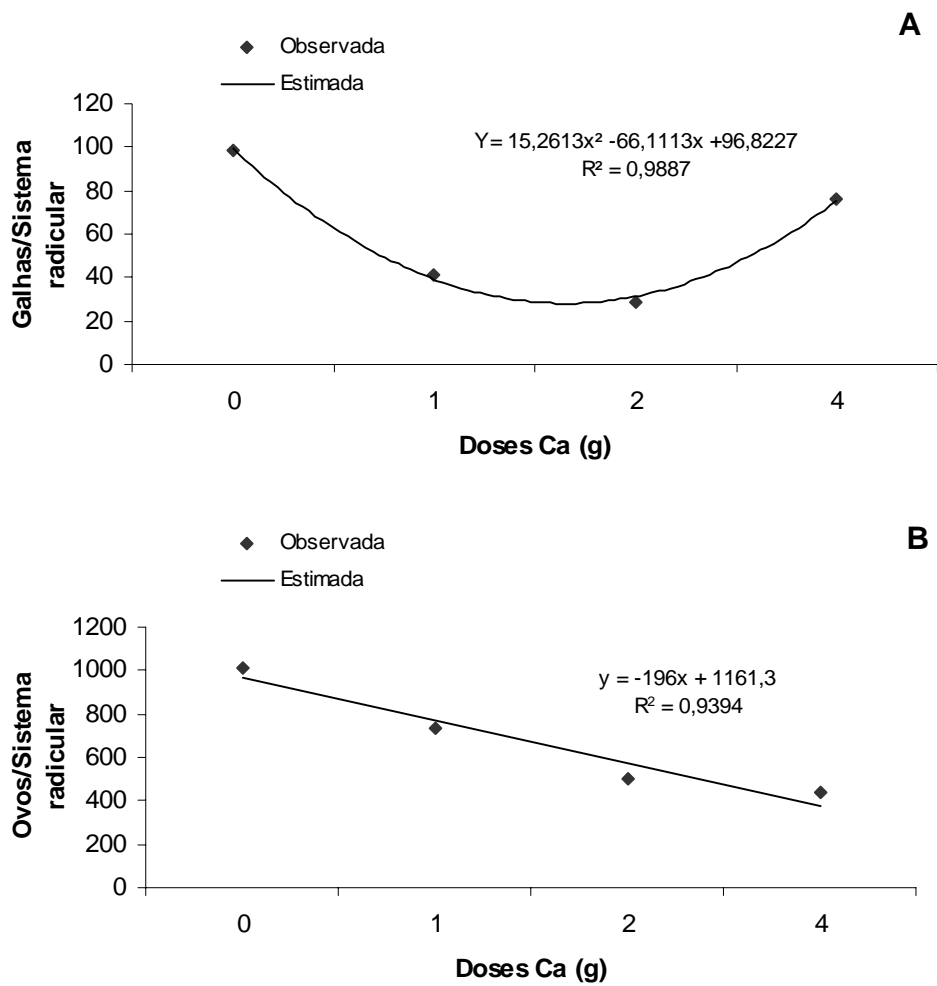 A
Observada
Estimada
Y= 15,2613x² -66,1113x +96,8227
R² = 0,9887
Galhas/Sistema
radicular
120
100
80
60
40
20
0
0 1 2 4
Doses Ca (g)
B
Observada
Estimada
y = -196x + 1161,3
R² = 0,9394
Ovos/Sistema
radicular
1200
1000
800
600
400
200
0
0 1 2 4
Doses Ca (g)